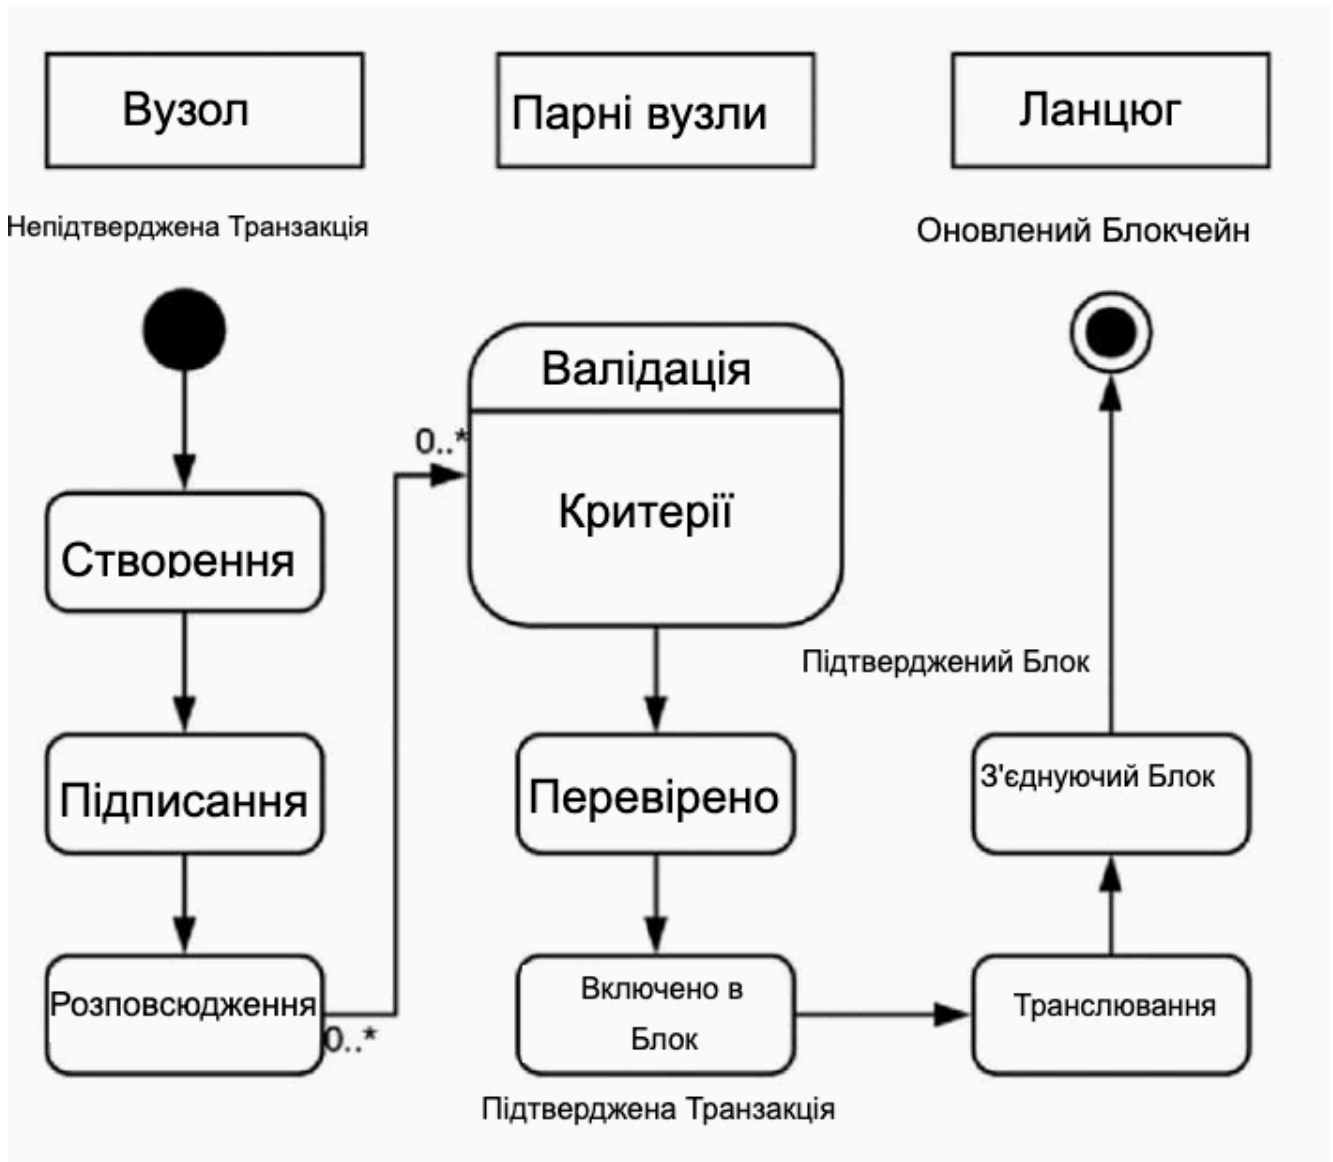 Вузол
Парні вузли
Ланцюг
Непідтверджена Транзакція
Оновлений Блокчейн
Валідація
0..*
Критерії
Створення
Підтверджений Блок
Підписання
Перевірено
З'єднуючий Блок
Розповсюдження
0..*
Включено в
Блок
Транслювання
Підтверджена Транзакція